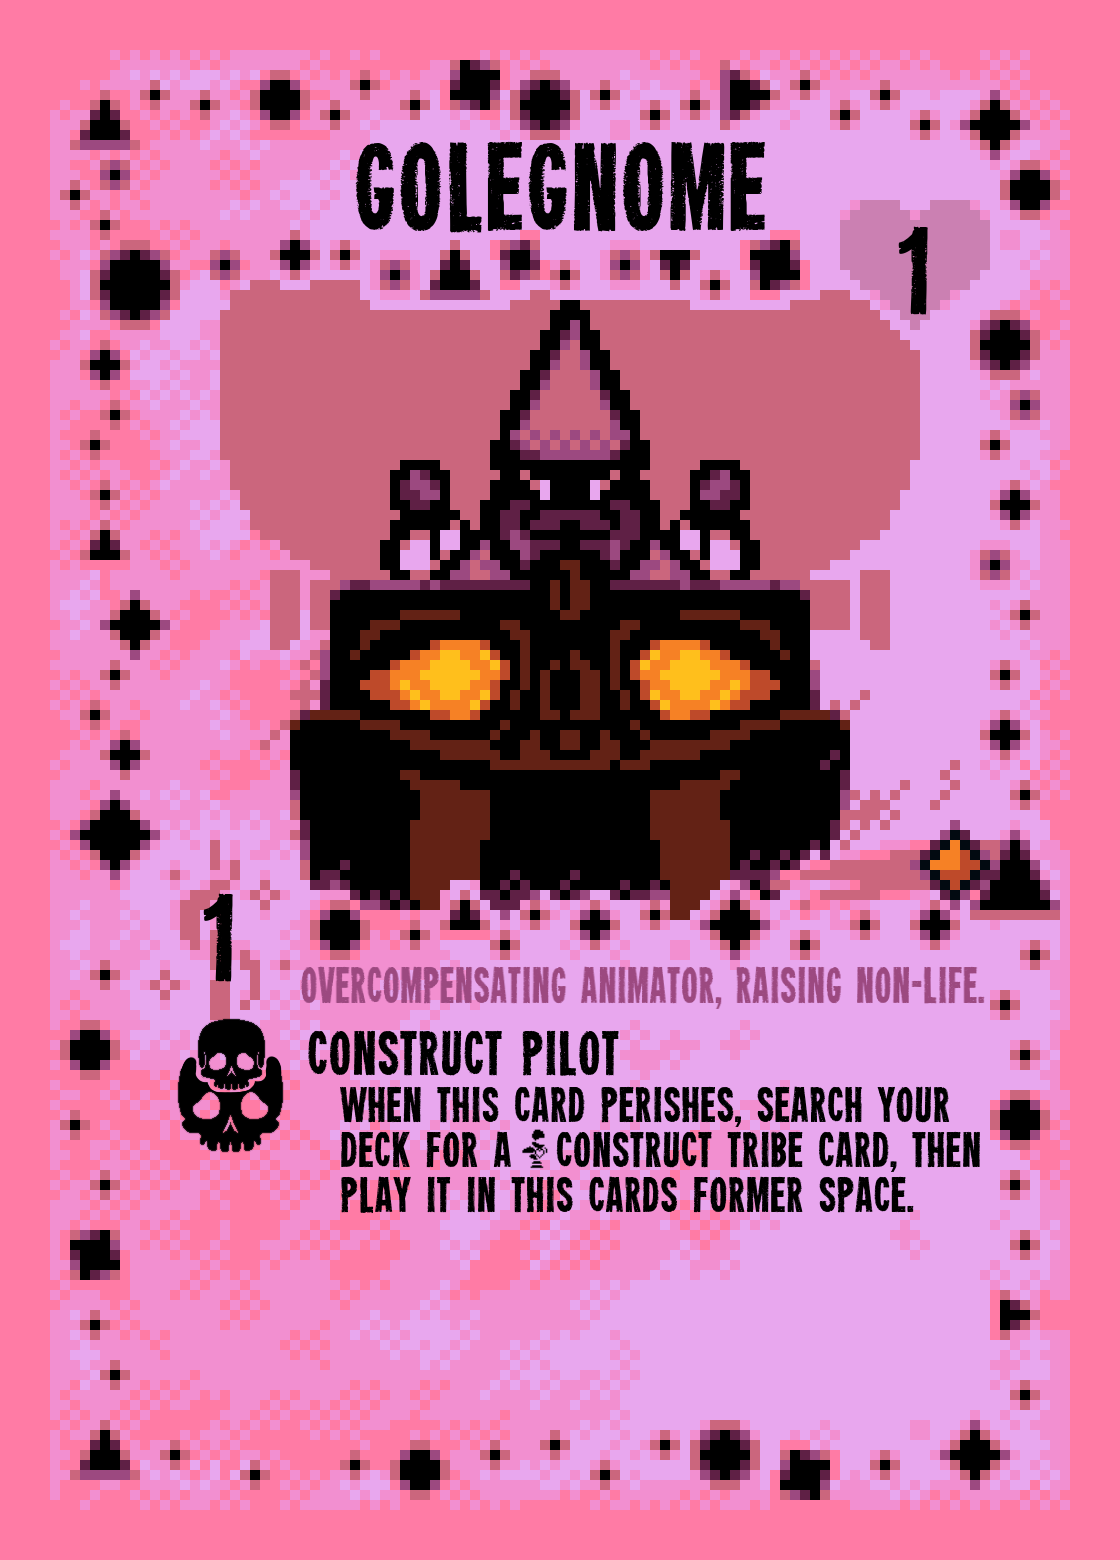 GOLEGNOME
1
1
OVERCOMPENSATING ANIMATOR, RAISING NON-LIFE.
CONSTRUCT PILOT
WHEN THIS CARD PERISHES, SEARCH YOUR
DECK FOR A CONSTRUCT TRIBE CARD, THEN
PLAY IT IN THIS CARDS FORMER SPACE.